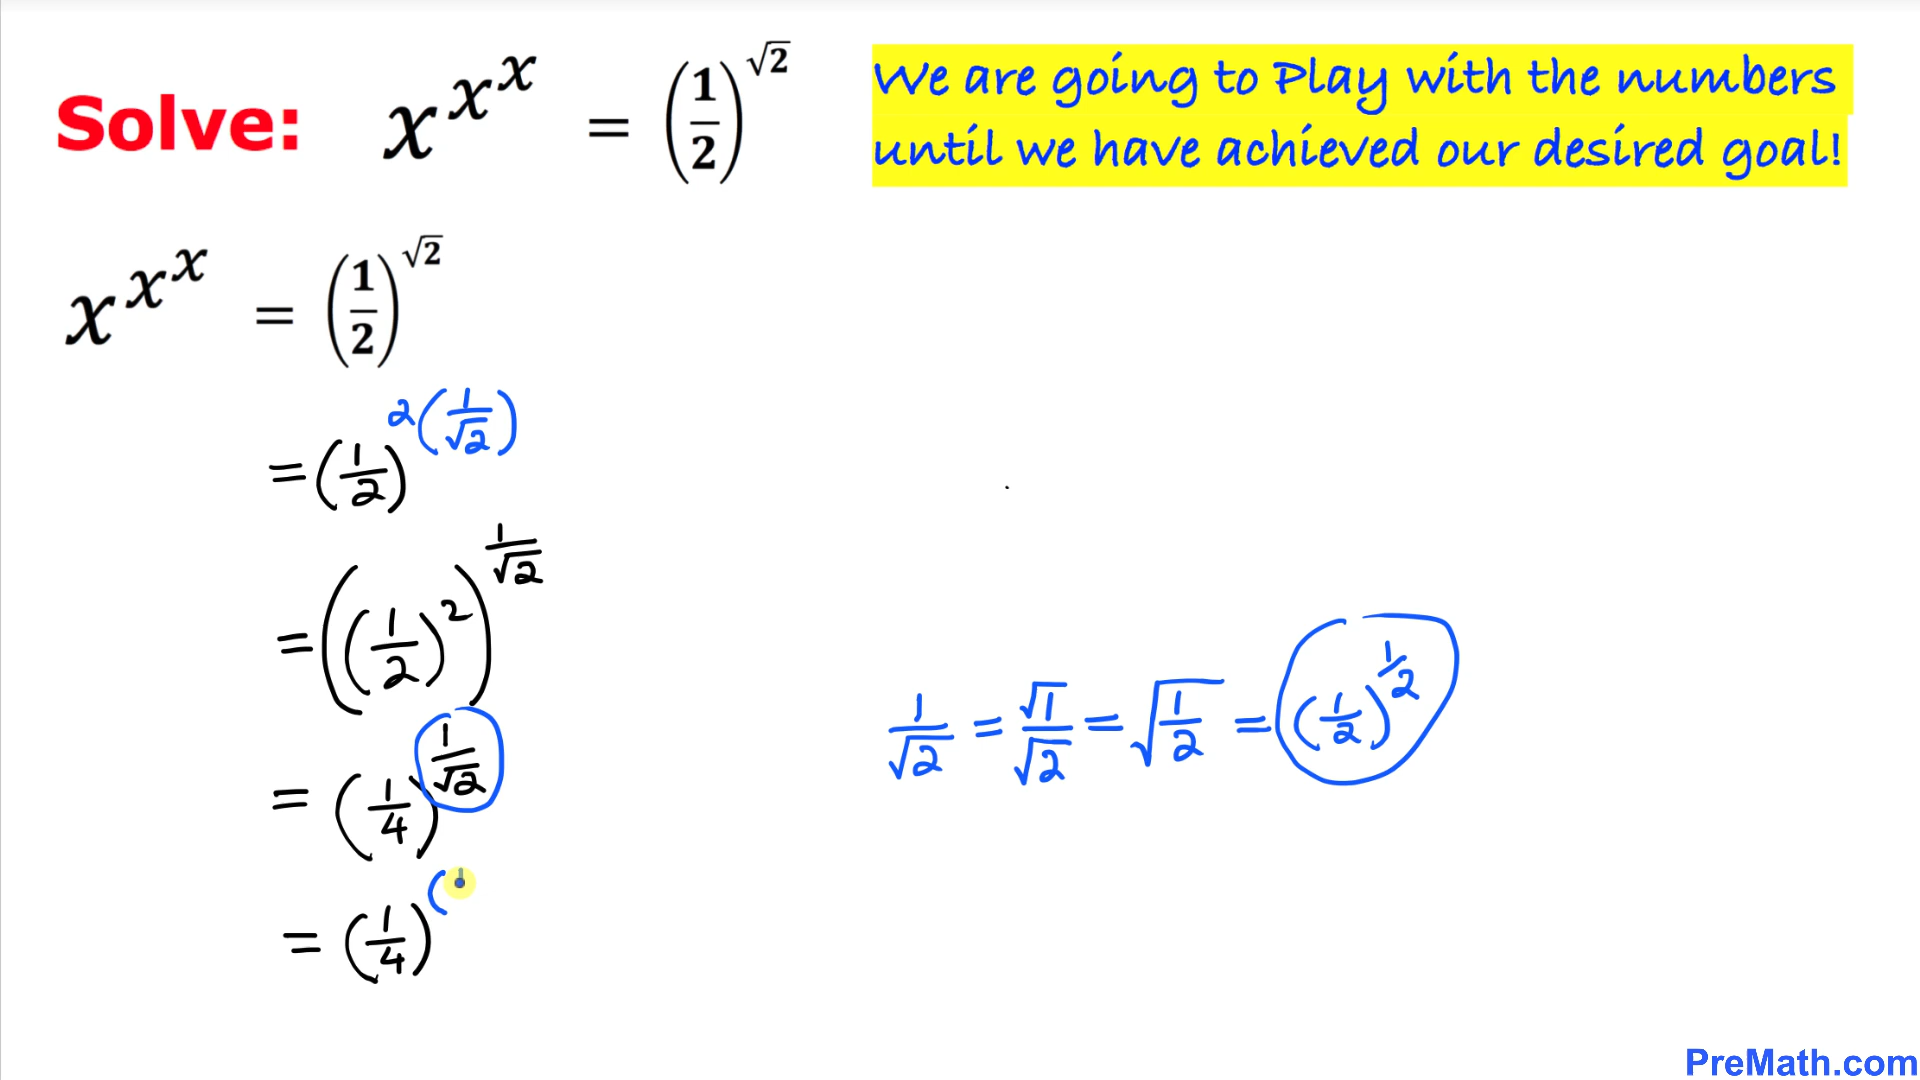 Solve: x^{x^x} = (1/2)^{√2}
We are going to Play with the numbers
until we have achieved our desired goal!
x^{x^x} = (1/2)^{√2}
= (1/2)^{2(1/√2)}
= ((1/2)^2)^{1/√2}
= (1/4)^{1/√2}
1/√2 = √1/√2 = √(1/2) = (1/2)^{1/2}
= (1/4)^{(1
PreMath.com